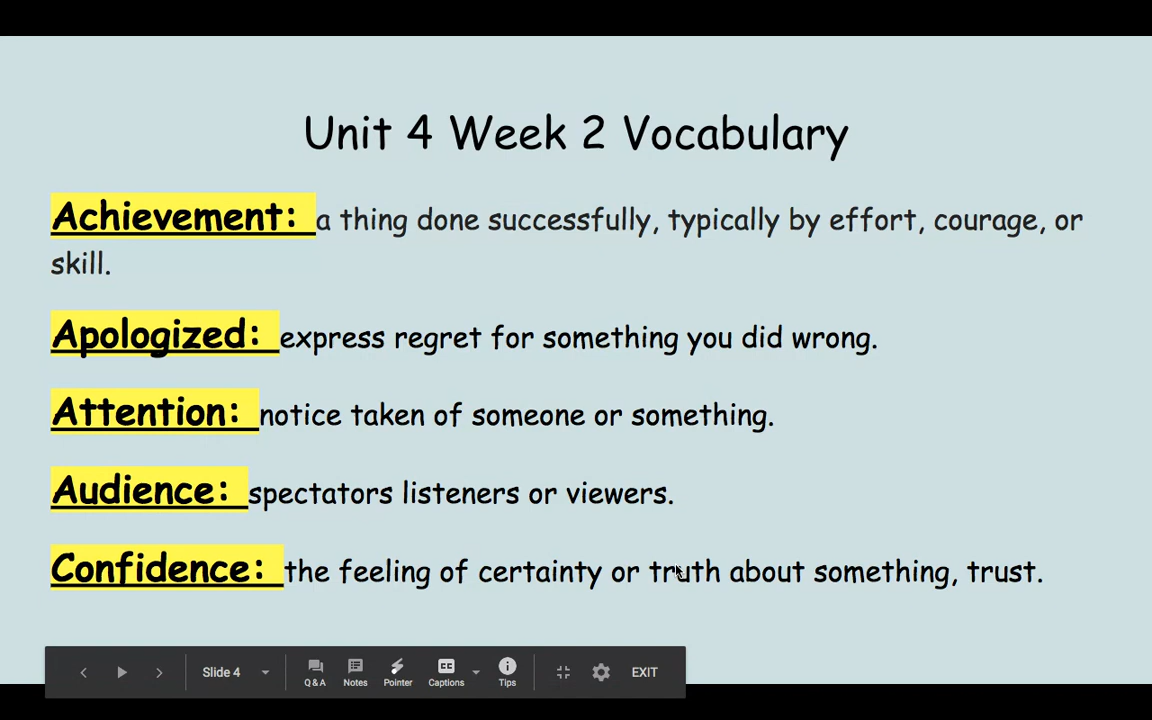 Unit 4 Week 2 Vocabulary
Achievement: a thing done successfully, typically by effort, courage, or
skill.
Apologized: express regret for something you did wrong.
Attention: notice taken of someone or something.
Audience: spectators listeners or viewers.
Confidence: the feeling of certainty or truth about something, trust.
Slide 4 Q&A Notes Pointer CC Captions Tips EXIT